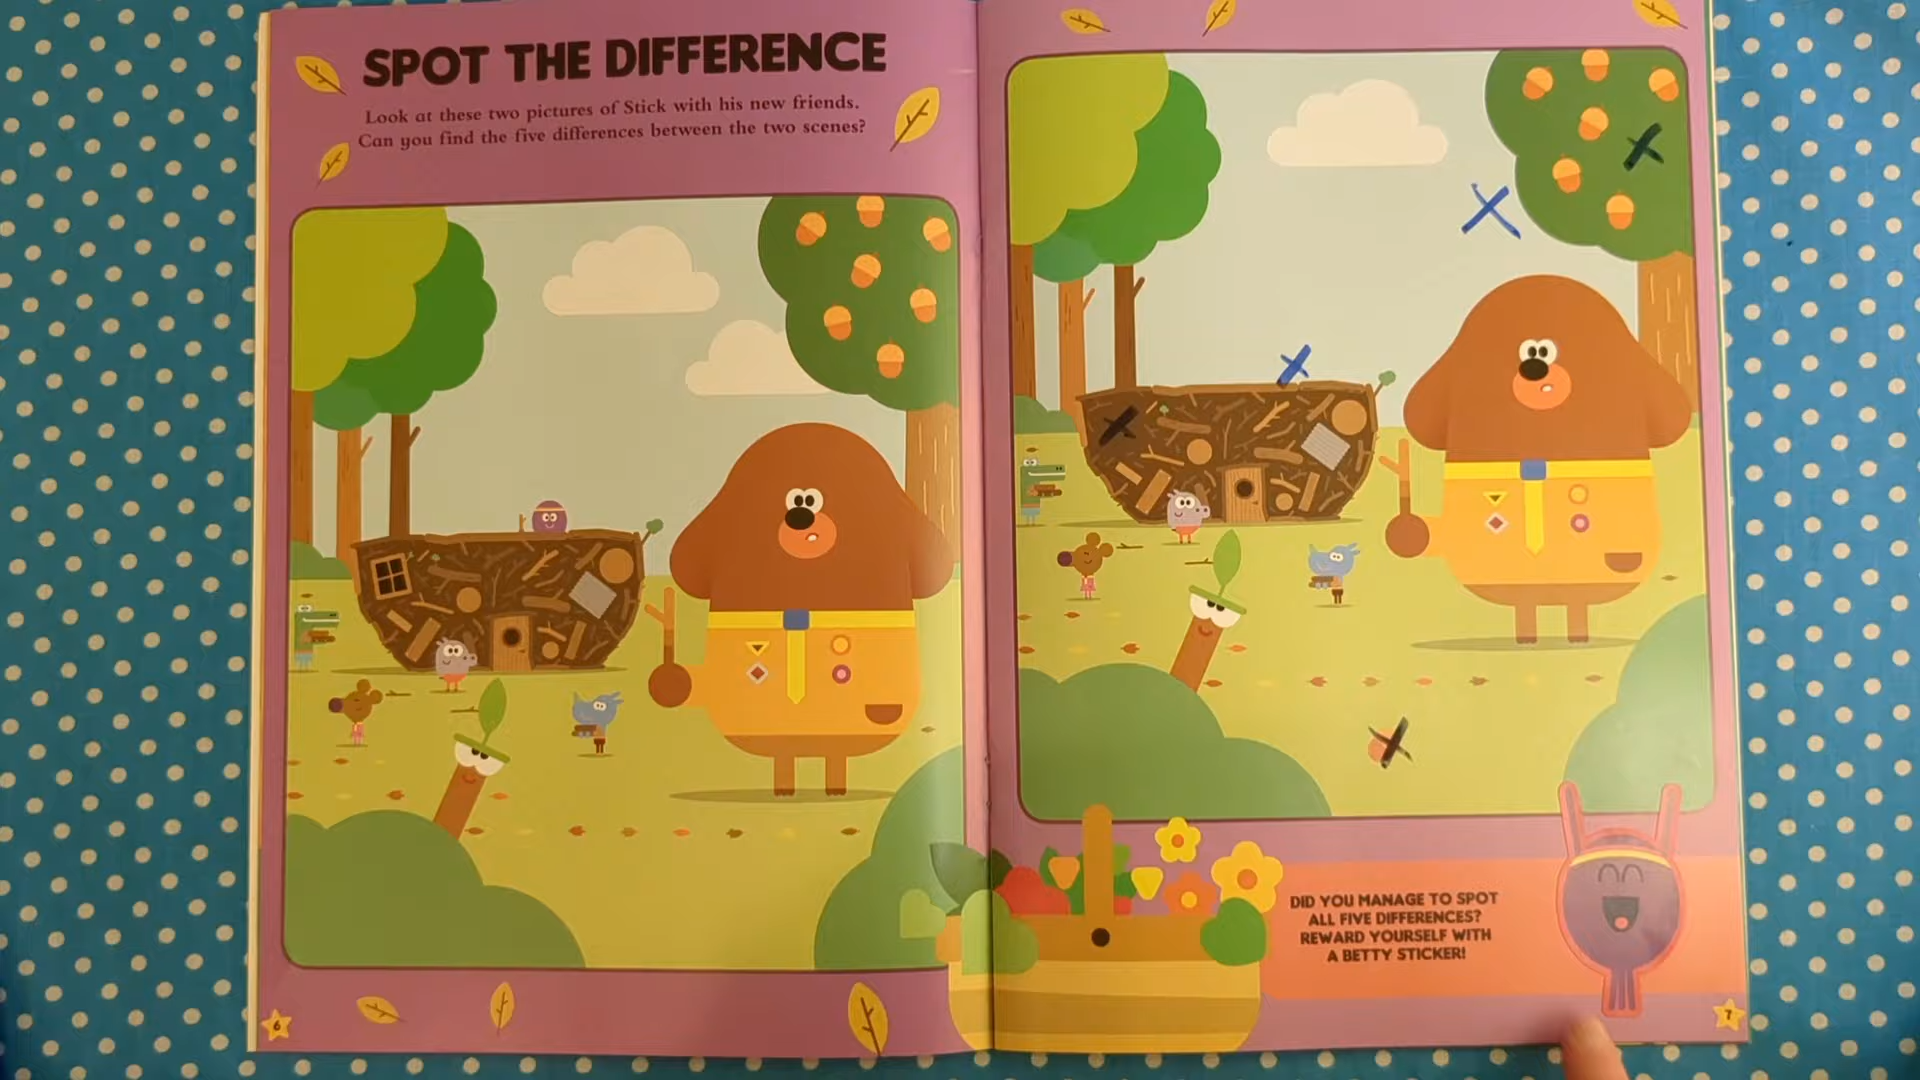 SPOT THE DIFFERENCE
Look at these two pictures of Stick with his new friends.
Can you find the five differences between the two scenes?
DID YOU MANAGE TO SPOT
ALL FIVE DIFFERENCES?
REWARD YOURSELF WITH
A BETTY STICKER!
6
7